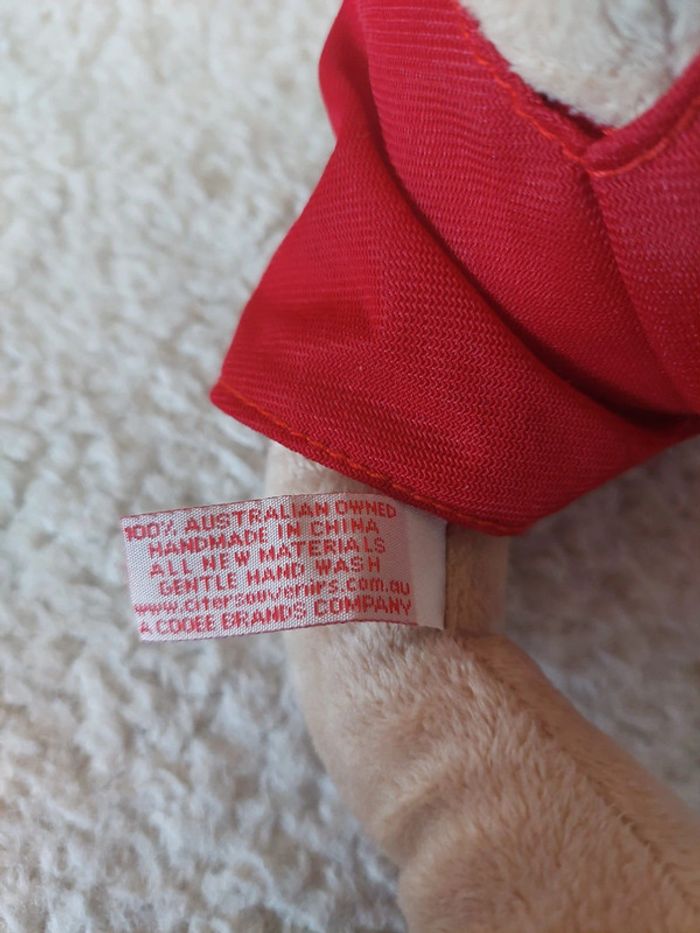 100% AUSTRALIAN OWNED
HANDMADE IN CHINA
ALL NEW MATERIALS
GENTLE HAND WASH
www.citersouvenirs.com.au
A COOEE BRANDS COMPANY